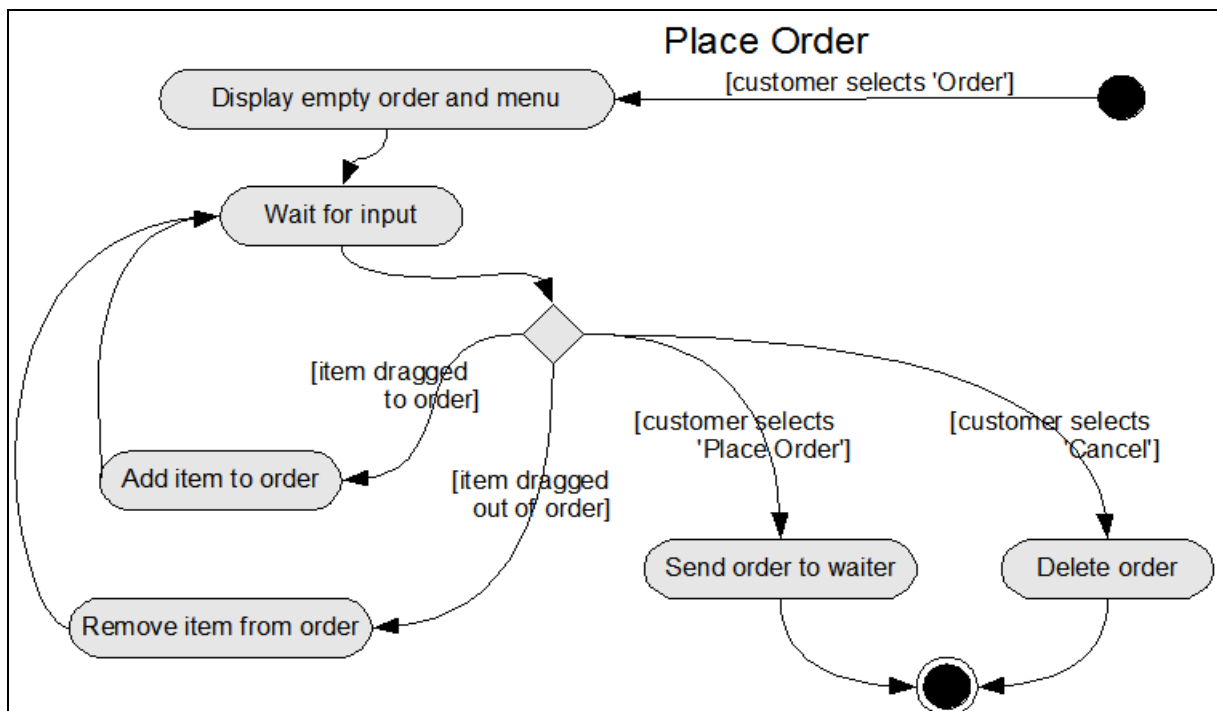 Place Order
[customer selects 'Order']
Display empty order and menu
Wait for input
[item dragged
to order]
[customer selects
'Place Order']
[customer selects
'Cancel']
Add item to order
[item dragged
out of order]
Send order to waiter
Delete order
Remove item from order